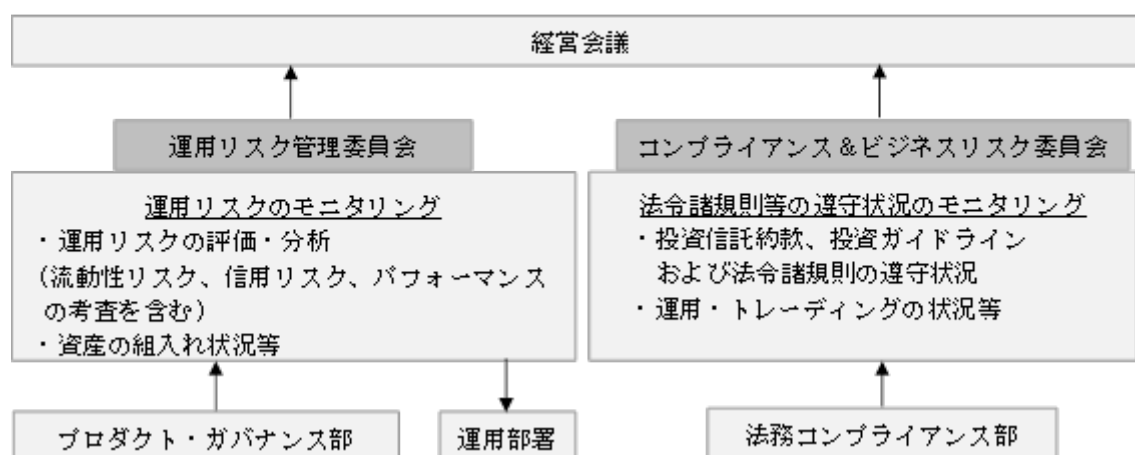 経営会議
運用リスク管理委員会
コンプライアンス&ビジネスリスク委員会
運用リスクのモニタリング
・運用リスクの評価・分析
(流動性リスク、信用リスク、パフォーマンス
の考査を含む)
・資産の組入れ状況等
法令諸規則等の遵守状況のモニタリング
・投資信託約款、投資ガイドライン
および法令諸規則の遵守状況
・運用・トレーディングの状況等
プロダクト・ガバナンス部
運用部署
法務コンプライアンス部